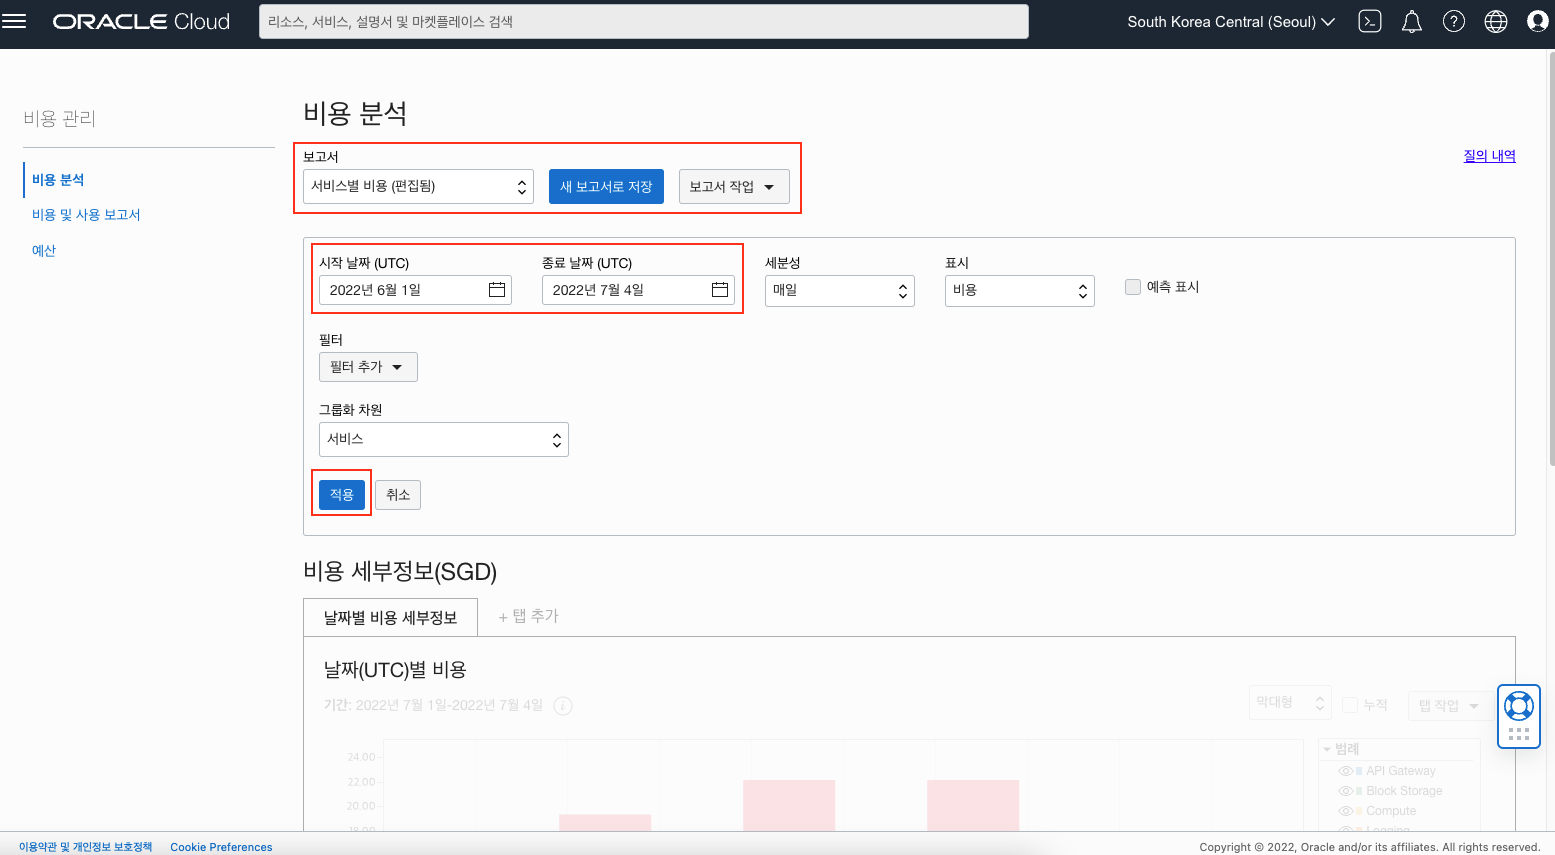 ORACLE Cloud
리소스, 서비스, 설명서 및 마켓플레이스 검색
South Korea Central (Seoul)
비용 관리
비용 분석
비용 및 사용 보고서
예산
비용 분석
질의 내역
보고서
서비스별 비용 (편집됨)
새 보고서로 저장
보고서 작업
시작 날짜 (UTC)
종료 날짜 (UTC)
세분성
표시
2022년 6월 1일
2022년 7월 4일
매일
비용
예측 표시
필터
필터 추가
그룹화 차원
서비스
적용
취소
비용 세부정보(SGD)
날짜별 비용 세부정보
+ 탭 추가
날짜(UTC)별 비용
기간: 2022년 7월 1일-2022년 7월 4일
막대형
누적
탭 작업
24.00
22.00
20.00
18.00
범례
API Gateway
Block Storage
Compute
Logging
이용약관 및 개인정보 보호정책
Cookie Preferences
Copyright © 2022, Oracle and/or its affiliates. All rights reserved.